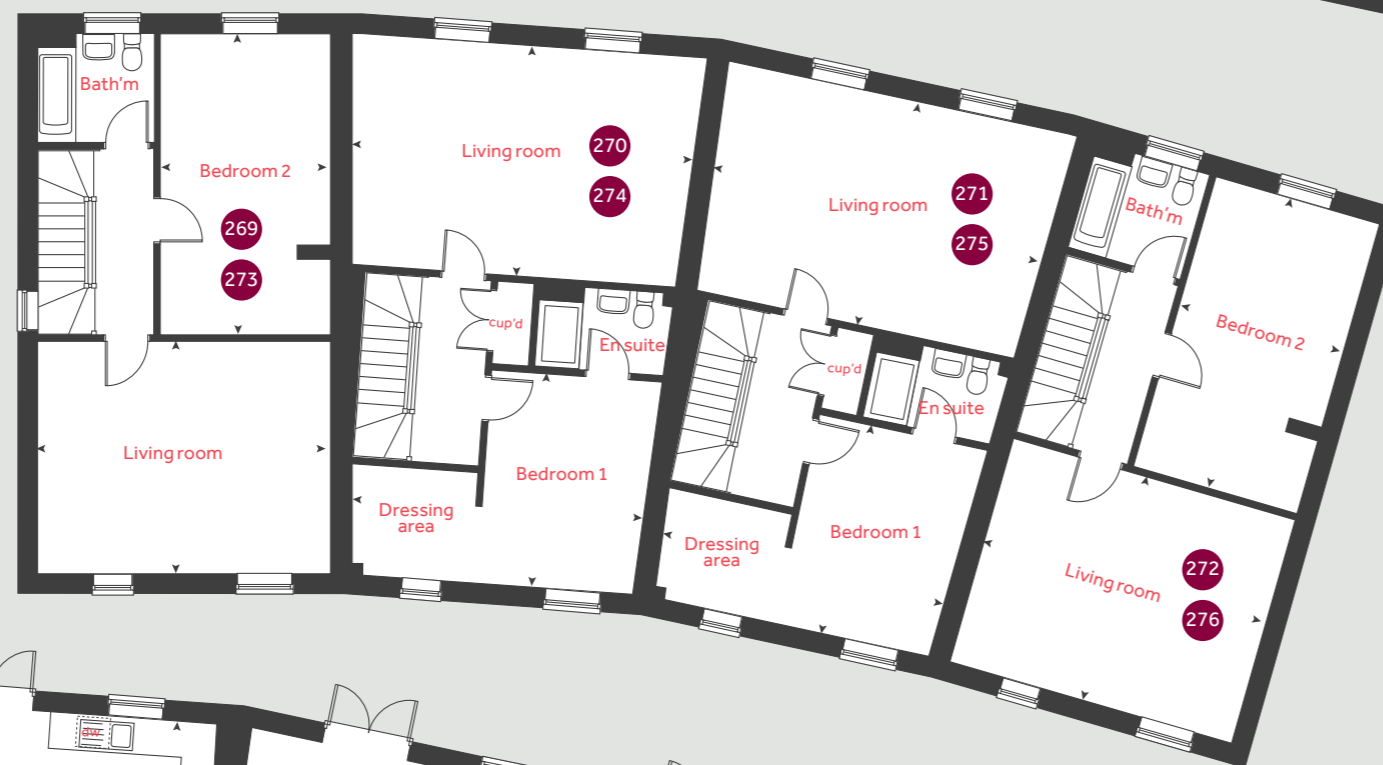 Bath'm
Bedroom 2
269
273
Living room
Living room
270
274
cup'd
En suite
Bedroom 1
Dressing
area
Living room
271
275
cup'd
En suite
Bedroom 1
Dressing
area
Bath'm
Bedroom 2
Living room
272
276
dw